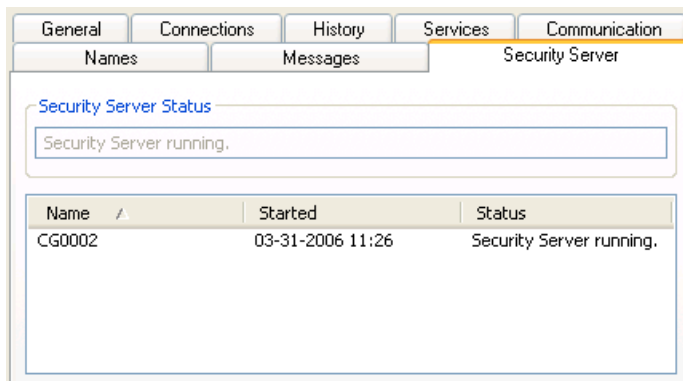 General Connections History Services Communication
Names Messages Security Server
Security Server Status
Security Server running.
Name Started Status
CG0002 03-31-2006 11:26 Security Server running.